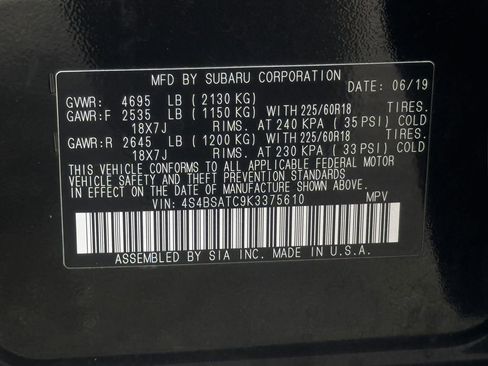 MFD BY SUBARU CORPORATION
DATE: 06/19
GVWR: 4695 LB ( 2130 KG)
GAWR:F 2535 LB ( 1150 KG) WITH 225/60R18 TIRES.
18X7J RIMS. AT 240 KPA ( 35 PSI) COLD
GAWR:R 2645 LB ( 1200 KG) WITH 225/60R18 TIRES.
18X7J RIMS. AT 230 KPA ( 33 PSI) COLD
THIS VEHICLE CONFORMS TO ALL APPLICABLE FEDERAL MOTOR
VEHICLE SAFETY AND THEFT PREVENTION STANDARDS
IN EFFECT ON THE DATE OF MANUFACTURE SHOWN ABOVE.
VIN: 4S4BSATC9K3375610 MPV
ASSEMBLED BY SIA INC. MADE IN U.S.A.